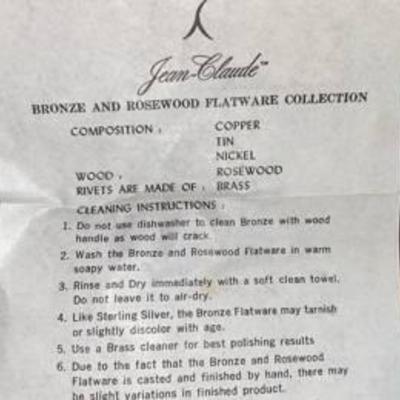 Jean-Claude™
BRONZE AND ROSEWOOD FLATWARE COLLECTION
COMPOSITION : COPPER
TIN
NICKEL
WOOD : ROSEWOOD
RIVETS ARE MADE OF : BRASS
CLEANING INSTRUCTIONS :
1. Do not use dishwasher to clean Bronze with wood
handle as wood will crack.
2. Wash the Bronze and Rosewood Flatware in warm
soapy water.
3. Rinse and Dry immediately with a soft clean towel.
Do not leave it to air-dry.
4. Like Sterling Silver, the Bronze Flatware may tarnish
or slightly discolor with age.
5. Use a Brass cleaner for best polishing results
6. Due to the fact that the Bronze and Rosewood
Flatware is casted and finished by hand, there may
be slight variations in finished product.